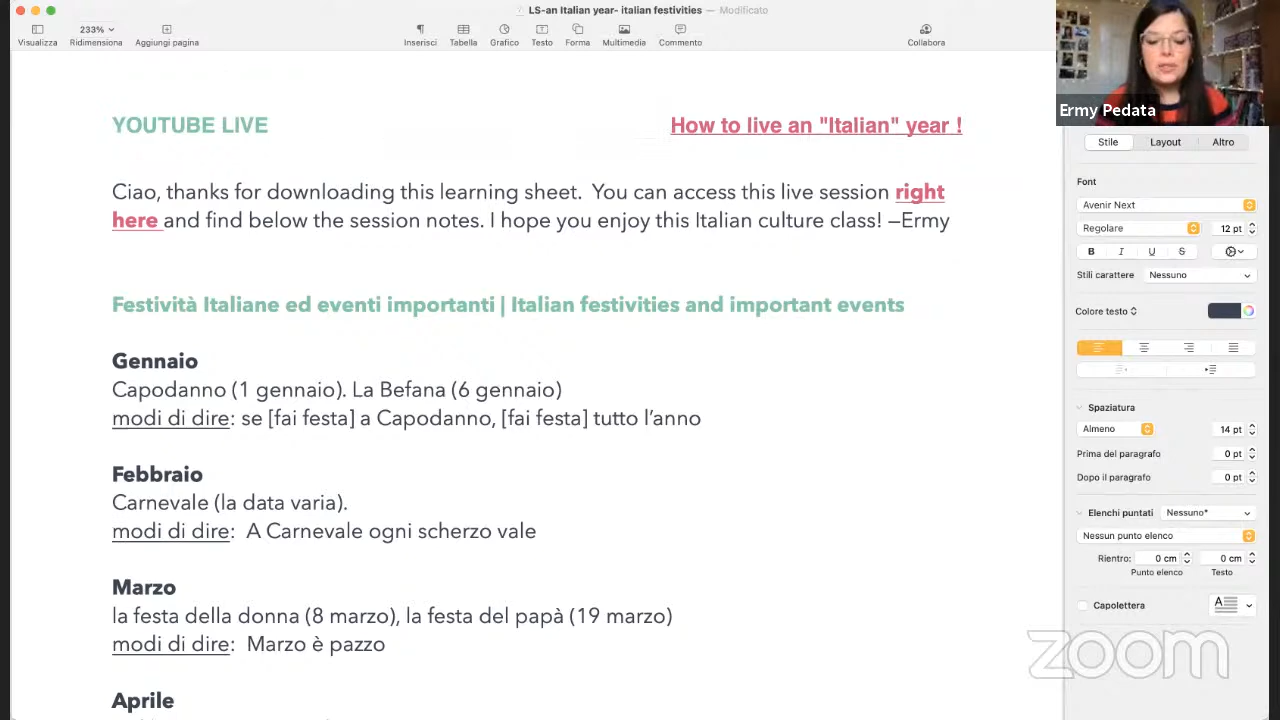 LS-an Italian year- italian festivities — Modificato
Visualizza
233%
Ridimensiona
Aggiungi pagina
Inserisci
Tabella
Grafico
Testo
Forma
Multimedia
Commento
Collabora
Ermy Pedata
YOUTUBE LIVE
How to live an "Italian" year !
Ciao, thanks for downloading this learning sheet. You can access this live session right
here and find below the session notes. I hope you enjoy this Italian culture class! —Ermy
Festività Italiane ed eventi importanti | Italian festivities and important events
Gennaio
Capodanno (1 gennaio). La Befana (6 gennaio)
modi di dire: se [fai festa] a Capodanno, [fai festa] tutto l’anno
Febbraio
Carnevale (la data varia).
modi di dire: A Carnevale ogni scherzo vale
Marzo
la festa della donna (8 marzo), la festa del papà (19 marzo)
modi di dire: Marzo è pazzo
Aprile
Stile Layout Altro
Font
Avenir Next
Regolare 12 pt
B I U S
Stili carattere Nessuno
Colore testo
Spaziatura
Almeno 14 pt
Prima del paragrafo 0 pt
Dopo il paragrafo 0 pt
Elenchi puntati Nessuno*
Nessun punto elenco
Rientro: 0 cm 0 cm
Punto elenco Testo
Capolettera
zoom